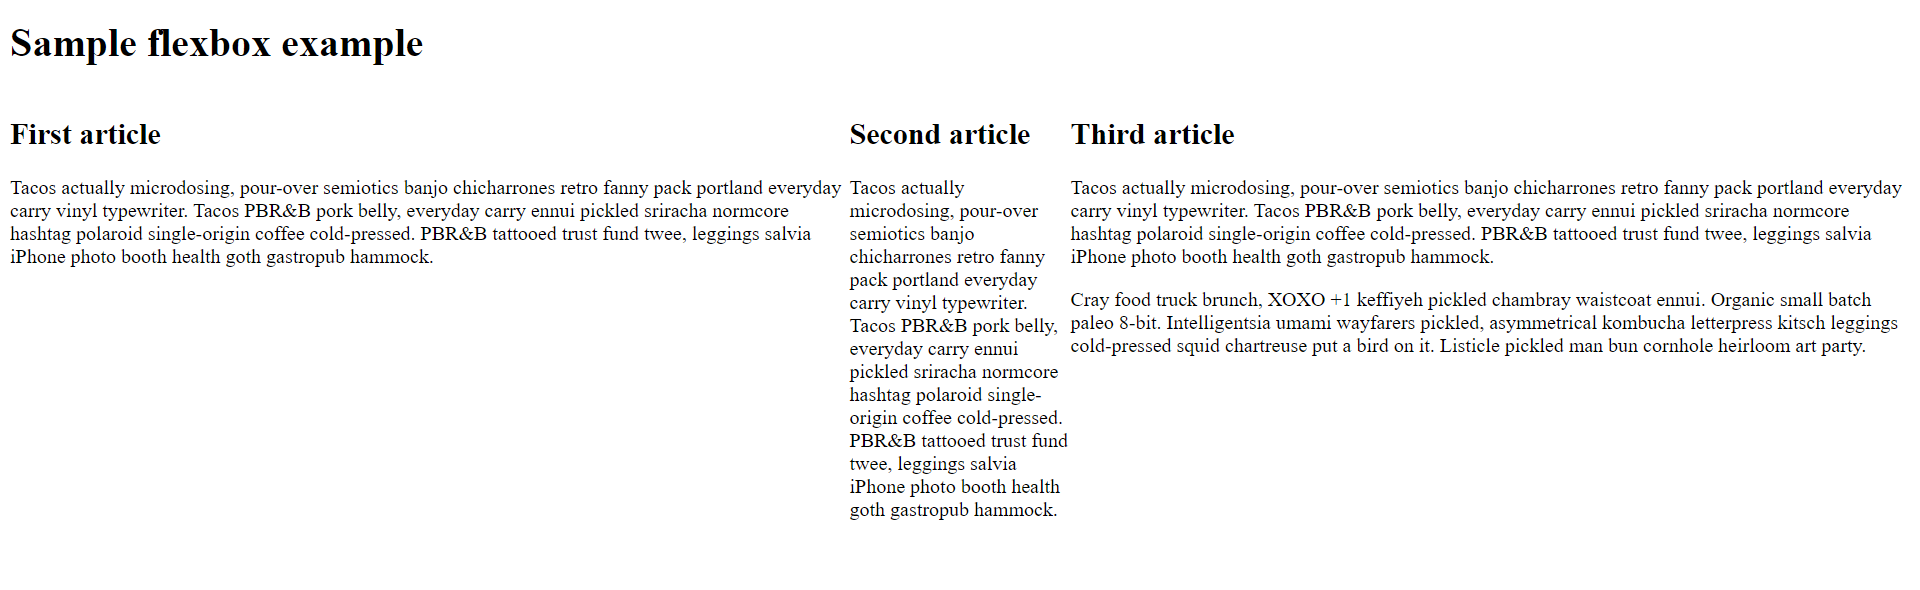 Sample flexbox example
First article
Tacos actually microdosing, pour-over semiotics banjo chicharrones retro fanny pack portland everyday
carry vinyl typewriter. Tacos PBR&B pork belly, everyday carry ennui pickled sriracha normcore
hashtag polaroid single-origin coffee cold-pressed. PBR&B tattooed trust fund twee, leggings salvia
iPhone photo booth health goth gastropub hammock.
Second article
Tacos actually
microdosing, pour-over
semiotics banjo
chicharrones retro fanny
pack portland everyday
carry vinyl typewriter.
Tacos PBR&B pork belly,
everyday carry ennui
pickled sriracha normcore
hashtag polaroid single-
origin coffee cold-pressed.
PBR&B tattooed trust fund
twee, leggings salvia
iPhone photo booth health
goth gastropub hammock.
Third article
Tacos actually microdosing, pour-over semiotics banjo chicharrones retro fanny pack portland everyday
carry vinyl typewriter. Tacos PBR&B pork belly, everyday carry ennui pickled sriracha normcore
hashtag polaroid single-origin coffee cold-pressed. PBR&B tattooed trust fund twee, leggings salvia
iPhone photo booth health goth gastropub hammock.
Cray food truck brunch, XOXO +1 keffiyeh pickled chambray waistcoat ennui. Organic small batch
paleo 8-bit. Intelligentsia umami wayfarers pickled, asymmetrical kombucha letterpress kitsch leggings
cold-pressed squid chartreuse put a bird on it. Listicle pickled man bun cornhole heirloom art party.